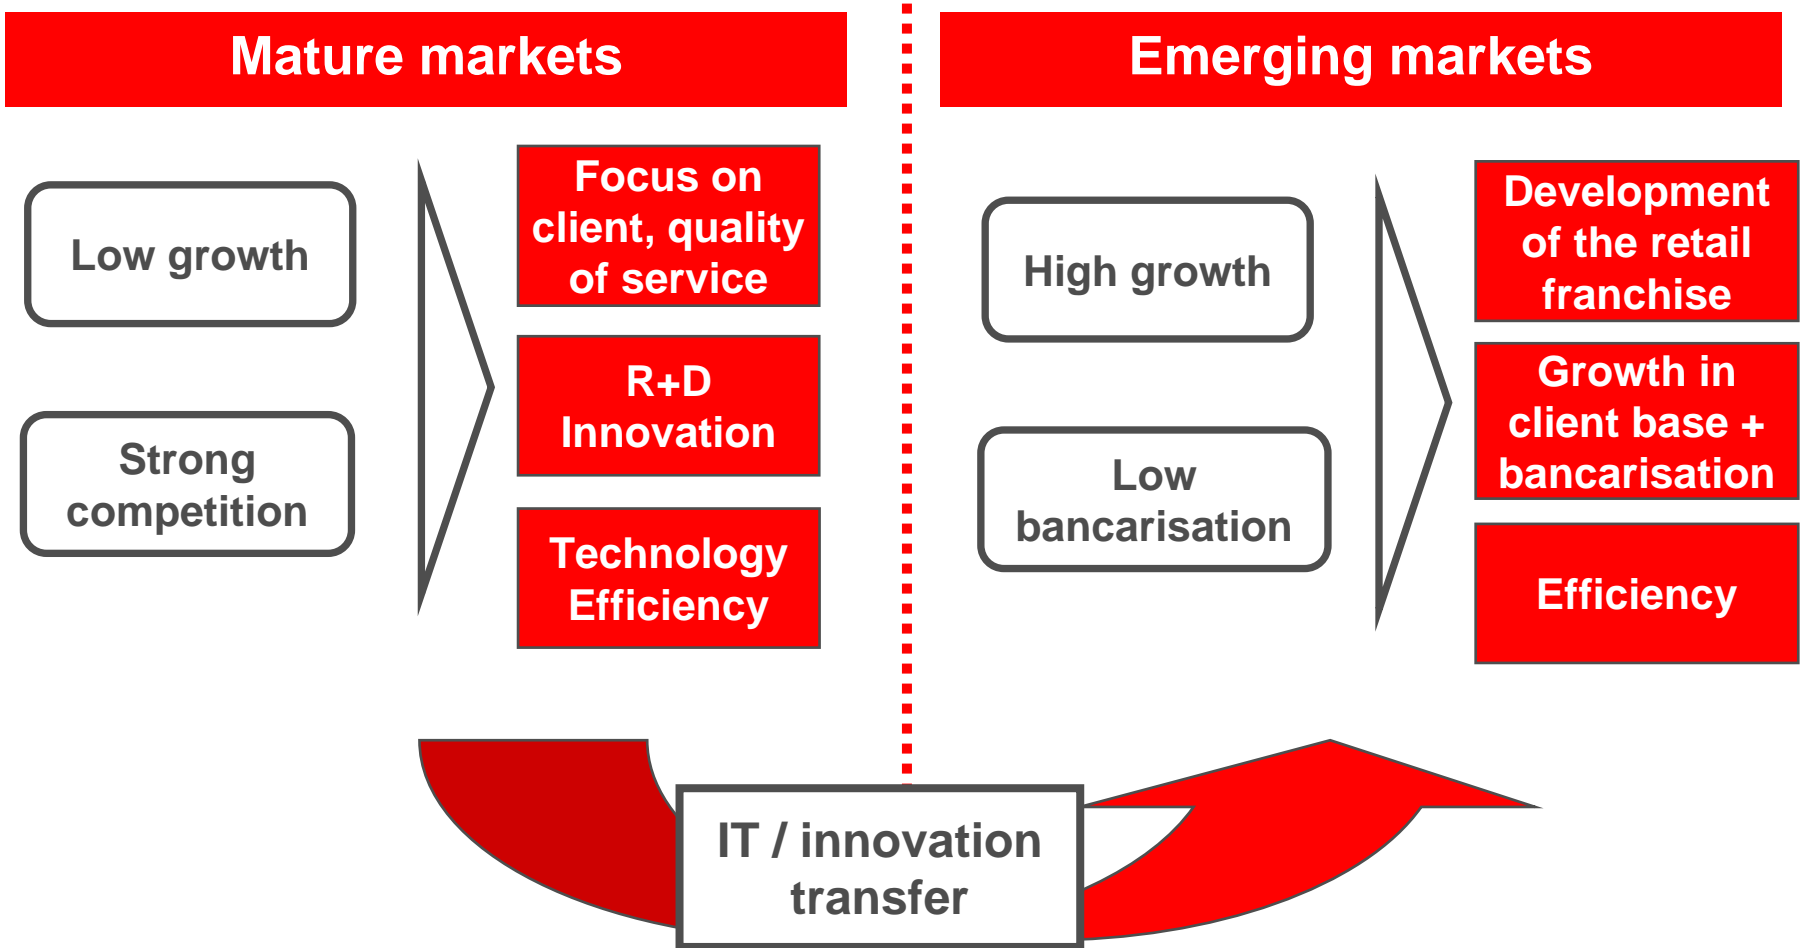 Mature markets
Low growth
Strong
competition
Focus on
client, quality
of service
R+D
Innovation
Technology
Efficiency
Emerging markets
High growth
Low
bancarisation
Development
of the retail
franchise
Growth in
client base +
bancarisation
Efficiency
IT / innovation
transfer